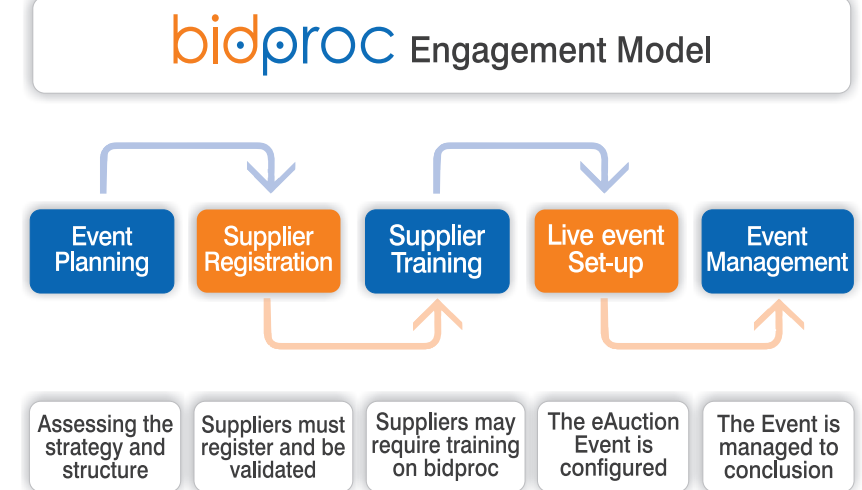 bidproc Engagement Model
Event
Planning
Supplier
Registration
Supplier
Training
Live event
Set-up
Event
Management
Assessing the
strategy and
structure
Suppliers must
register and be
validated
Suppliers may
require training
on bidproc
The eAuction
Event is
configured
The Event is
managed to
conclusion